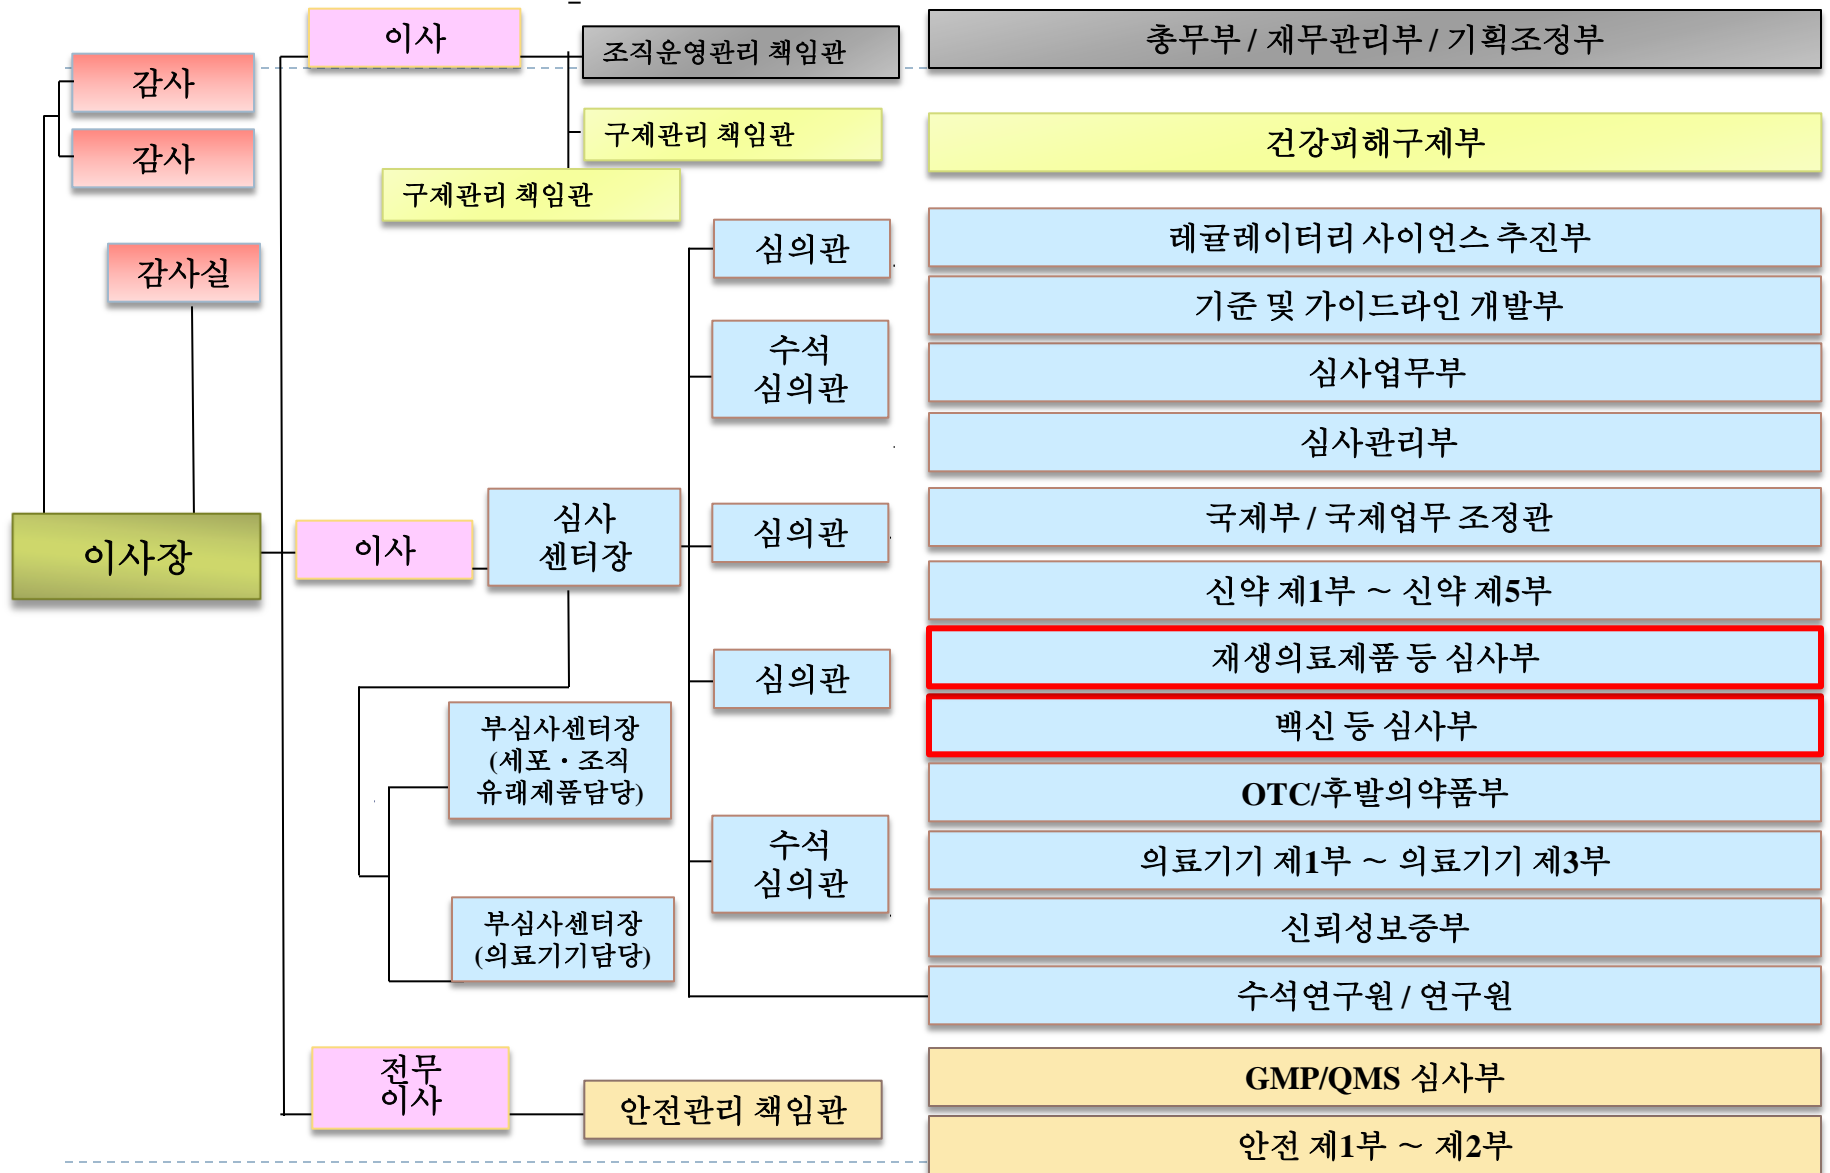 이사
조직운영관리 책임관
총무부 / 재무관리부 / 기획조정부
감사
감사
구제관리 책임관
건강피해구제부
구제관리 책임관
감사실
심의관
레귤레이터리 사이언스 추진부
기준 및 가이드라인 개발부
수석
심의관
심사업무부
심사관리부
이사장
이사
심사
센터장
심의관
국제부 / 국제업무 조정관
신약 제1부 ~ 신약 제5부
심의관
재생의료제품 등 심사부
백신 등 심사부
부심사센터장
(세포・조직
유래제품담당)
OTC/후발의약품부
수석
심의관
의료기기 제1부 ~ 의료기기 제3부
부심사센터장
(의료기기담당)
신뢰성보증부
수석연구원 / 연구원
전무
이사
안전관리 책임관
GMP/QMS 심사부
안전 제1부 ~ 제2부